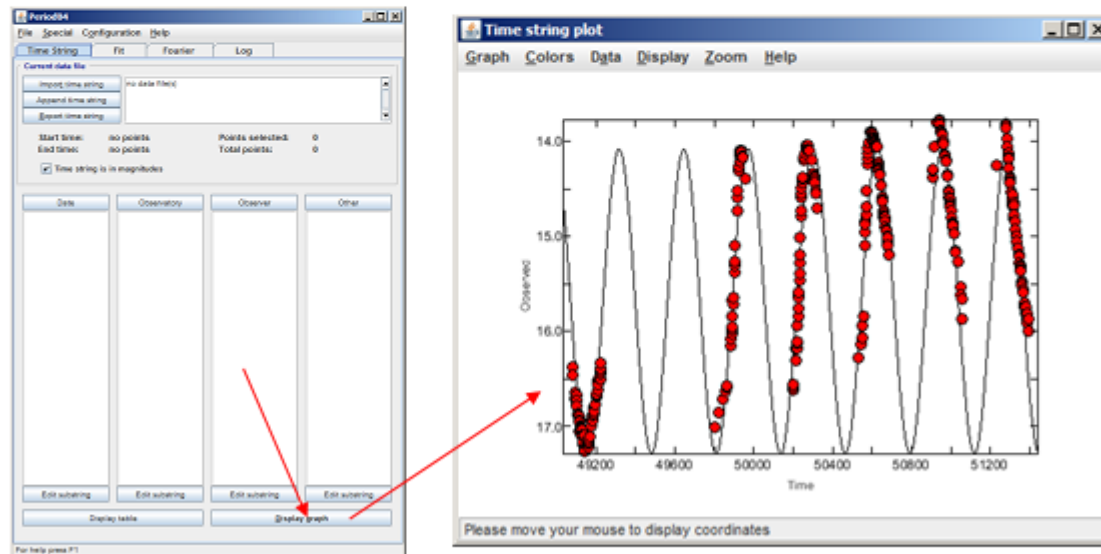 Period04
File Special Configuration Help
Time String Fit Fourier Log
Current data file
Import time string
no data file(s)
Append time string
Export time string
Start time: no points Points selected: 0
End time: no points Total points: 0
Time string is in magnitudes
Date Observatory Observer Other
Edit substring Edit substring Edit substring Edit substring
Display table Display graph
For help press F1
Time string plot
Graph Colors Data Display Zoom Help
14.0
15.0
16.0
17.0
Observed
49200 49600 50000 50400 50800 51200
Time
Please move your mouse to display coordinates